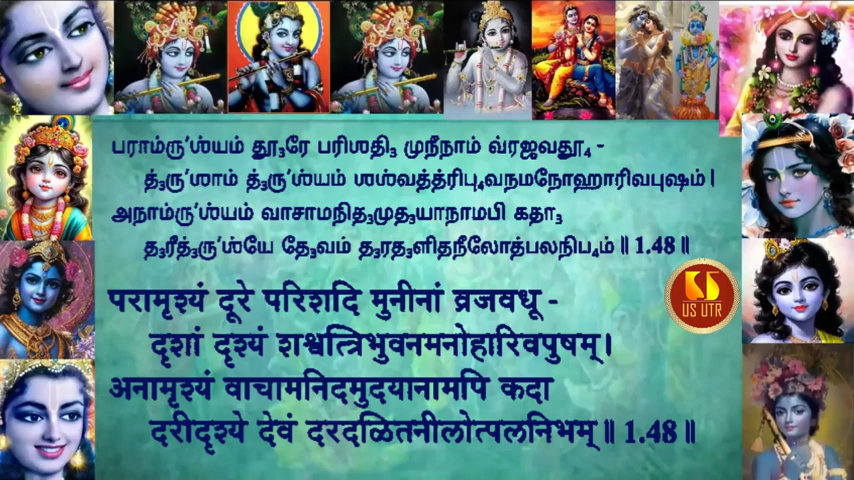 பராம்ரு’ஶ்யம் தூ₃ரே பரிஶதி₃ முநீநாம் வ்ரஜவதூ₄ -
த்₃ரு’ஶாம் த்₃ரு’ஶ்யம் ஶஶ்வத்த்ரிபு₄வநமநோஹாரிவபுஷம் ।
அநாம்ரு’ஶ்யம் வாசாமநித₃முத₃யாநாமபி கதா₃
த₃ரீத்₃ரு’ஶ்யே தே₃வம் த₃ரத₃ளிதநீலோத்பலநிப₄ம் ॥ 1.48 ॥
परामृश्यं दूरे परिशदि मुनीनां व्रजवधू -
दृशां दृश्यं शश्वत्त्रिभुवनमनोहारिवपुषम् ।
अनामृश्यं वाचामनिदमुदयानामपि कदा
दरीदृश्ये देवं दरदळितनीलोत्पलनिभम् ॥ 1.48 ॥
US UTR